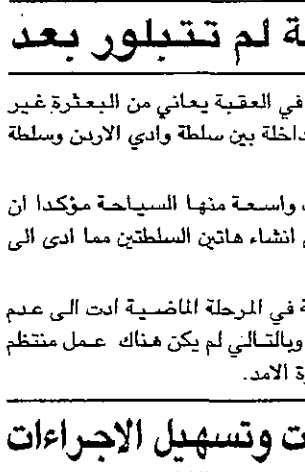 ة لم تتبلور بعد
في العقبة يعاني من البعثرة غير
داخلة بين سلطة وادي الاردن وسلطة
واسعة منها السياحة مؤكدا ان
انشاء هاتين السلطتين مما ادى الى
ة في المرحلة الماضية ادت الى عدم
وبالتالي لم يكن هناك عمل منتظم
ة الامد.
ت وتسهيل الاجراءات